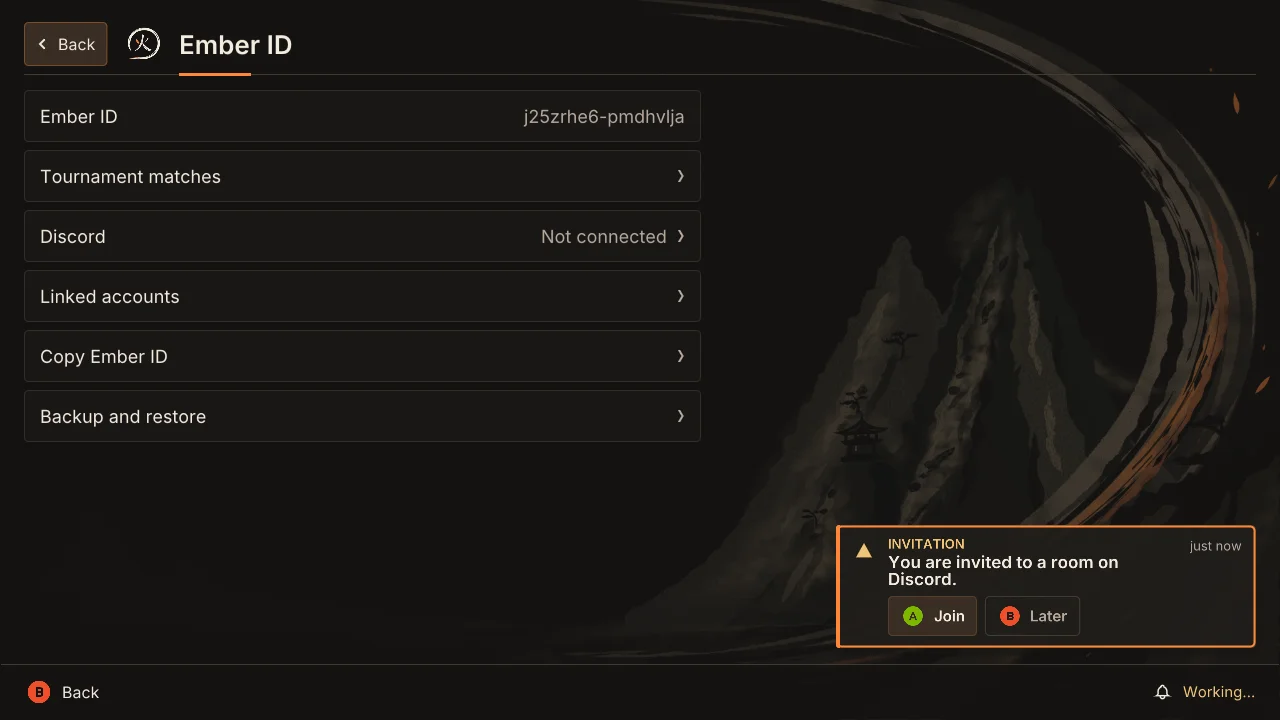 Back
火
Ember ID
Ember ID
j25zrhe6-pmdhvlja
Tournament matches
Discord
Not connected
Linked accounts
Copy Ember ID
Backup and restore
INVITATION
just now
You are invited to a room on
Discord.
A Join
B Later
B Back
Working...